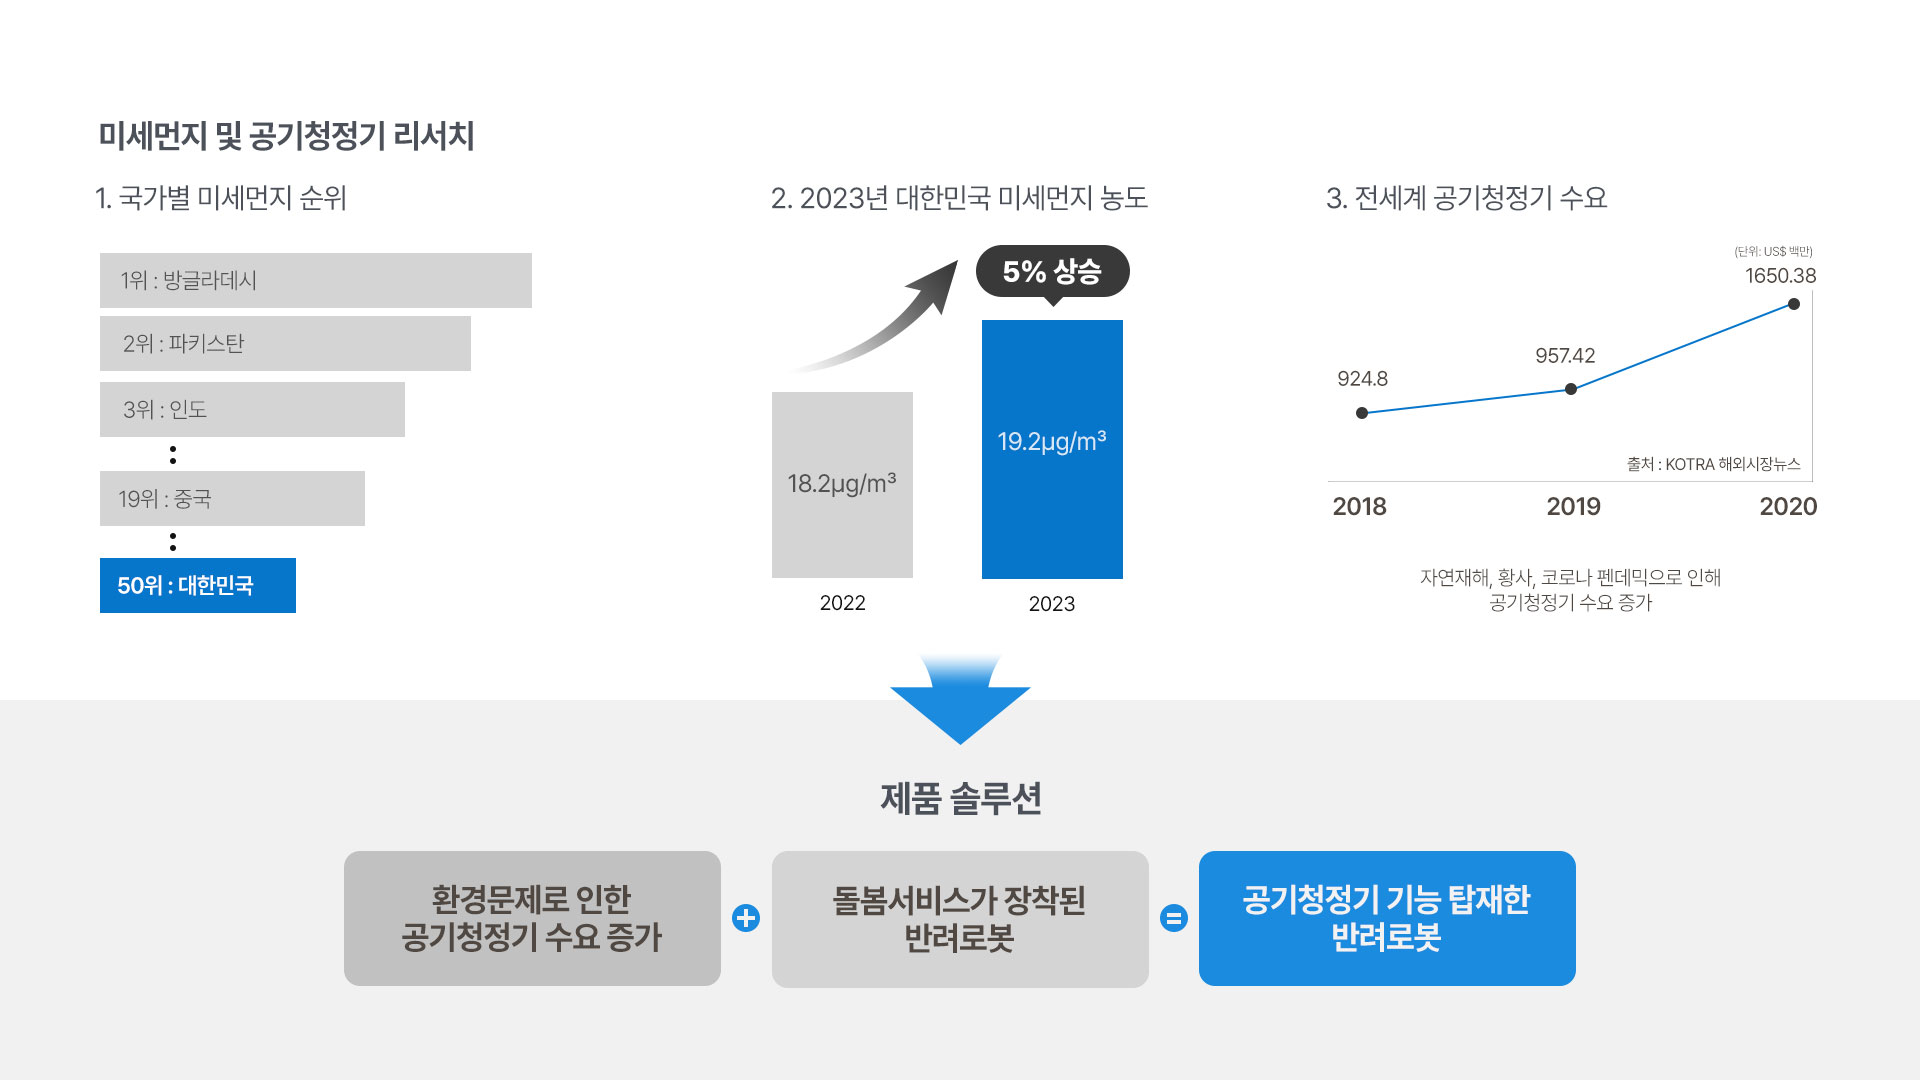 미세먼지 및 공기청정기 리서치
1. 국가별 미세먼지 순위
1위 : 방글라데시
2위 : 파키스탄
3위 : 인도
19위 : 중국
50위 : 대한민국
2. 2023년 대한민국 미세먼지 농도
5% 상승
18.2μg/m³
19.2μg/m³
2022
2023
3. 전세계 공기청정기 수요
(단위: US$ 백만)
1650.38
957.42
924.8
출처 : KOTRA 해외시장뉴스
2018
2019
2020
자연재해, 황사, 코로나 펜데믹으로 인해
공기청정기 수요 증가
제품 솔루션
환경문제로 인한
공기청정기 수요 증가
+
돌봄서비스가 장착된
반려로봇
=
공기청정기 기능 탑재한
반려로봇